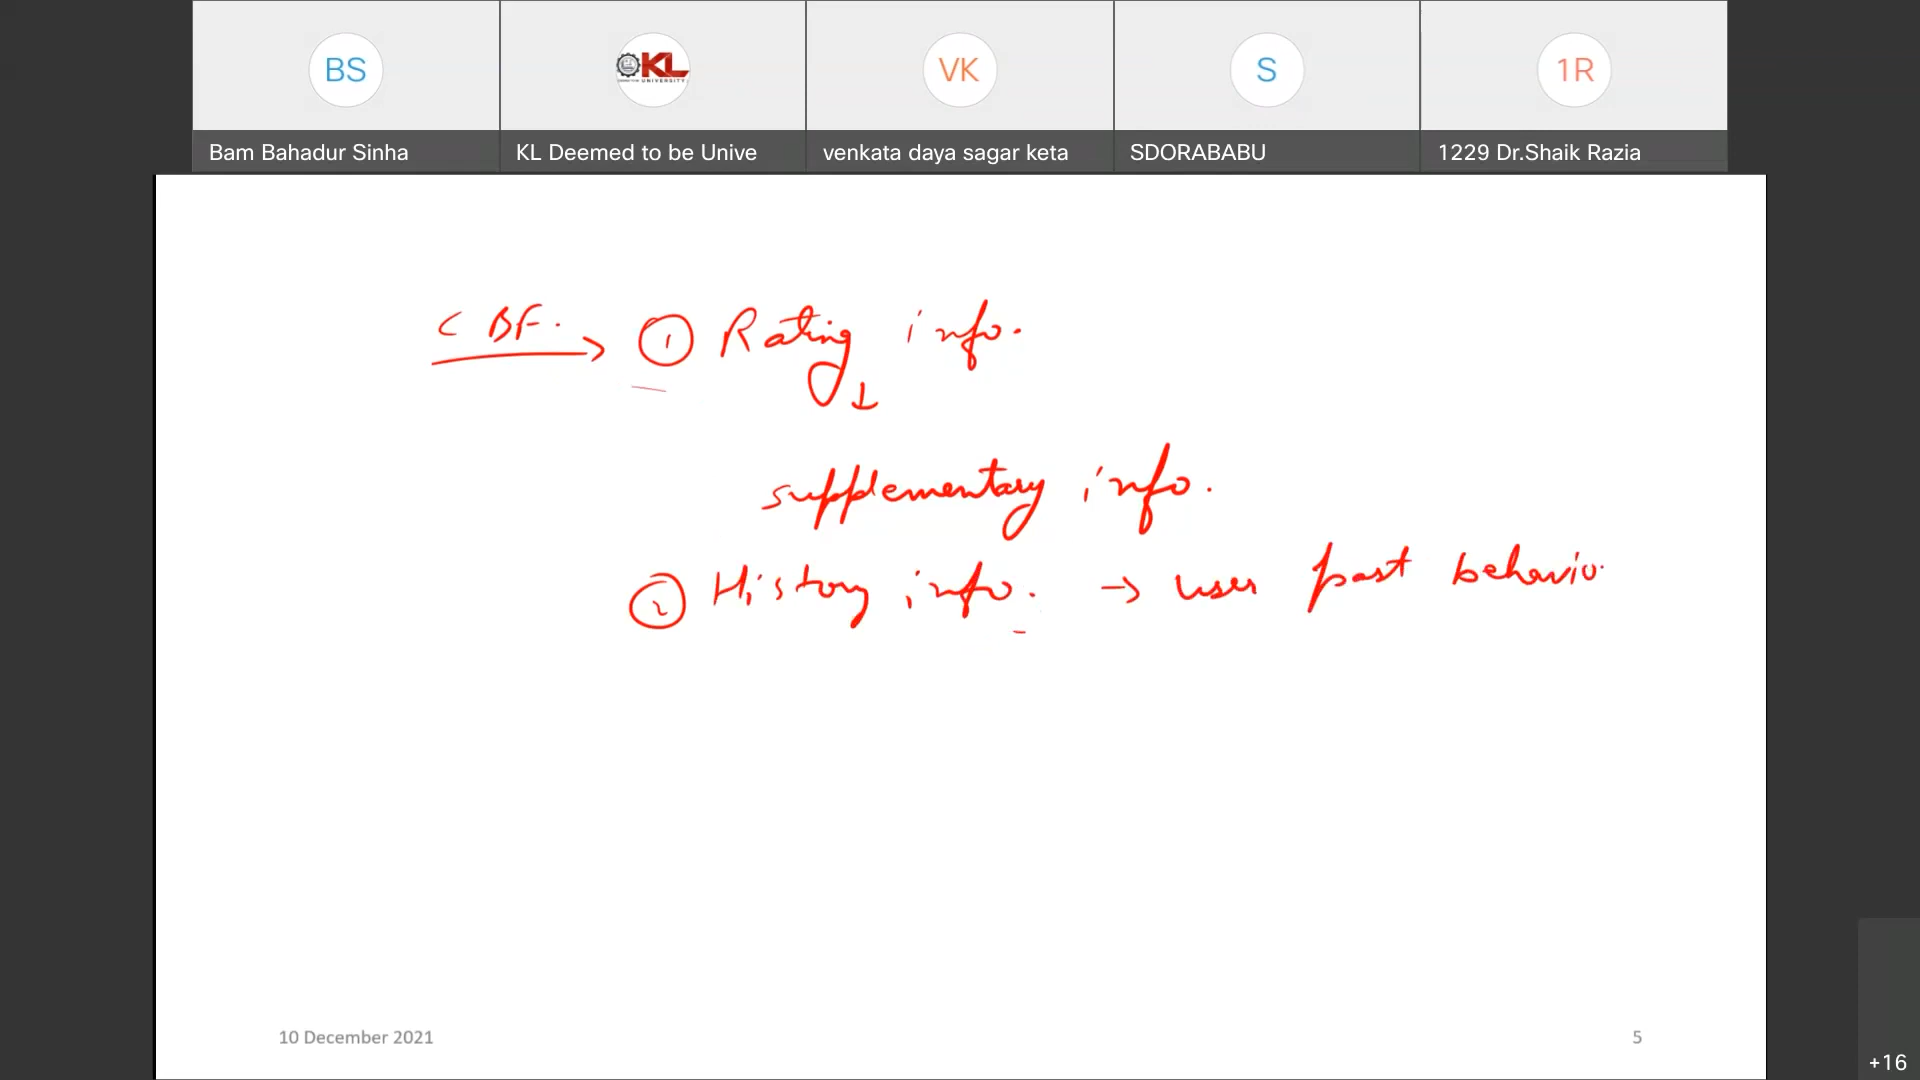 BS
KL
UNIVERSITY
VK
S
1R
Bam Bahadur Sinha
KL Deemed to be Unive
venkata daya sagar keta
SDORABABU
1229 Dr.Shaik Razia
CBF. → ① Rating info.
↓
supplementary info.
② History info. → user past behavio.
10 December 2021
5
+16